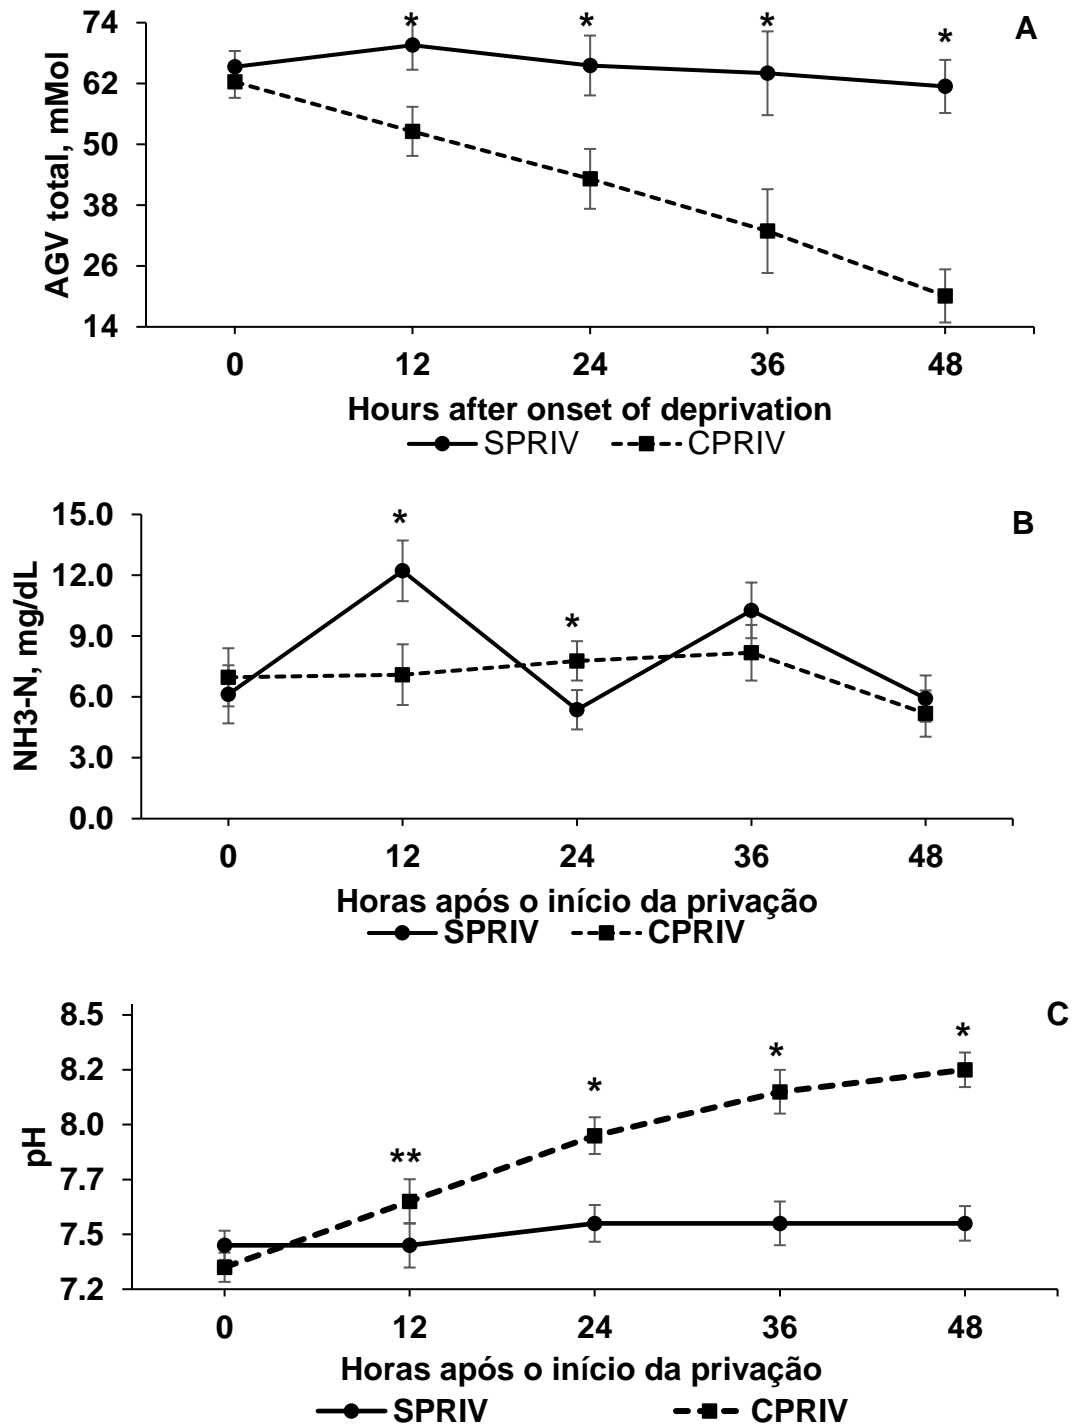 A
74
62
50
38
26
14
AGV total, mMol
* * * *
0 12 24 36 48
Hours after onset of deprivation
SPRIV CPRIV
B
15.0
12.0
9.0
6.0
3.0
0.0
NH3-N, mg/dL
*
*
0 12 24 36 48
Horas após o início da privação
SPRIV CPRIV
C
8.5
8.2
8.0
7.7
7.5
7.2
pH
** * * *
0 12 24 36 48
Horas após o início da privação
SPRIV CPRIV